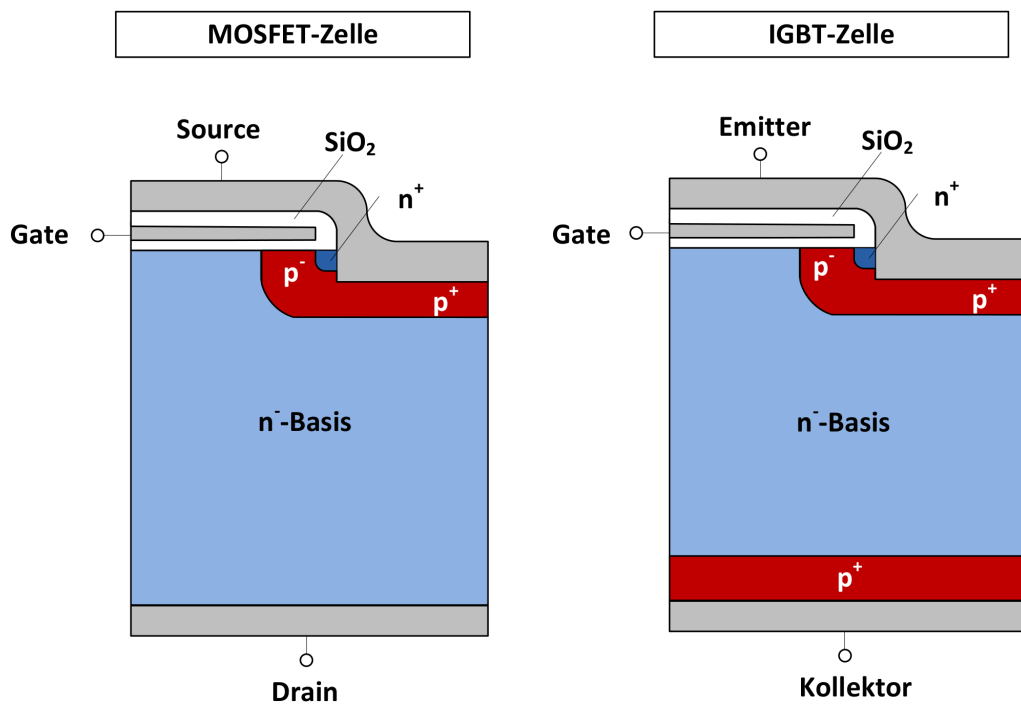 MOSFET-Zelle
Source
SiO₂
n⁺
Gate
p⁻
p⁺
n⁻-Basis
Drain
IGBT-Zelle
Emitter
SiO₂
n⁺
Gate
p⁻
p⁺
n⁻-Basis
p⁺
Kollektor